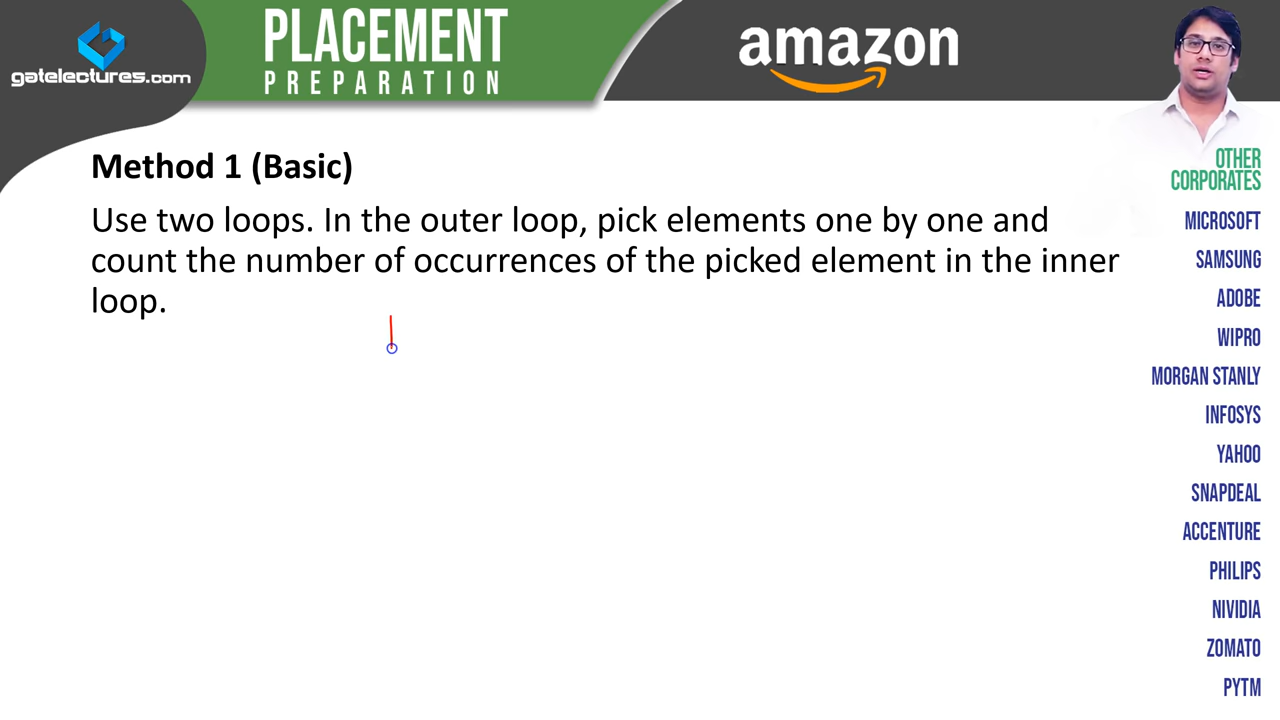 gatelectures.com
PLACEMENT
PREPARATION
amazon
Method 1 (Basic)
Use two loops. In the outer loop, pick elements one by one and
count the number of occurrences of the picked element in the inner
loop.
OTHER
CORPORATES
MICROSOFT
SAMSUNG
ADOBE
WIPRO
MORGAN STANLY
INFOSYS
YAHOO
SNAPDEAL
ACCENTURE
PHILIPS
NIVIDIA
ZOMATO
PYTM